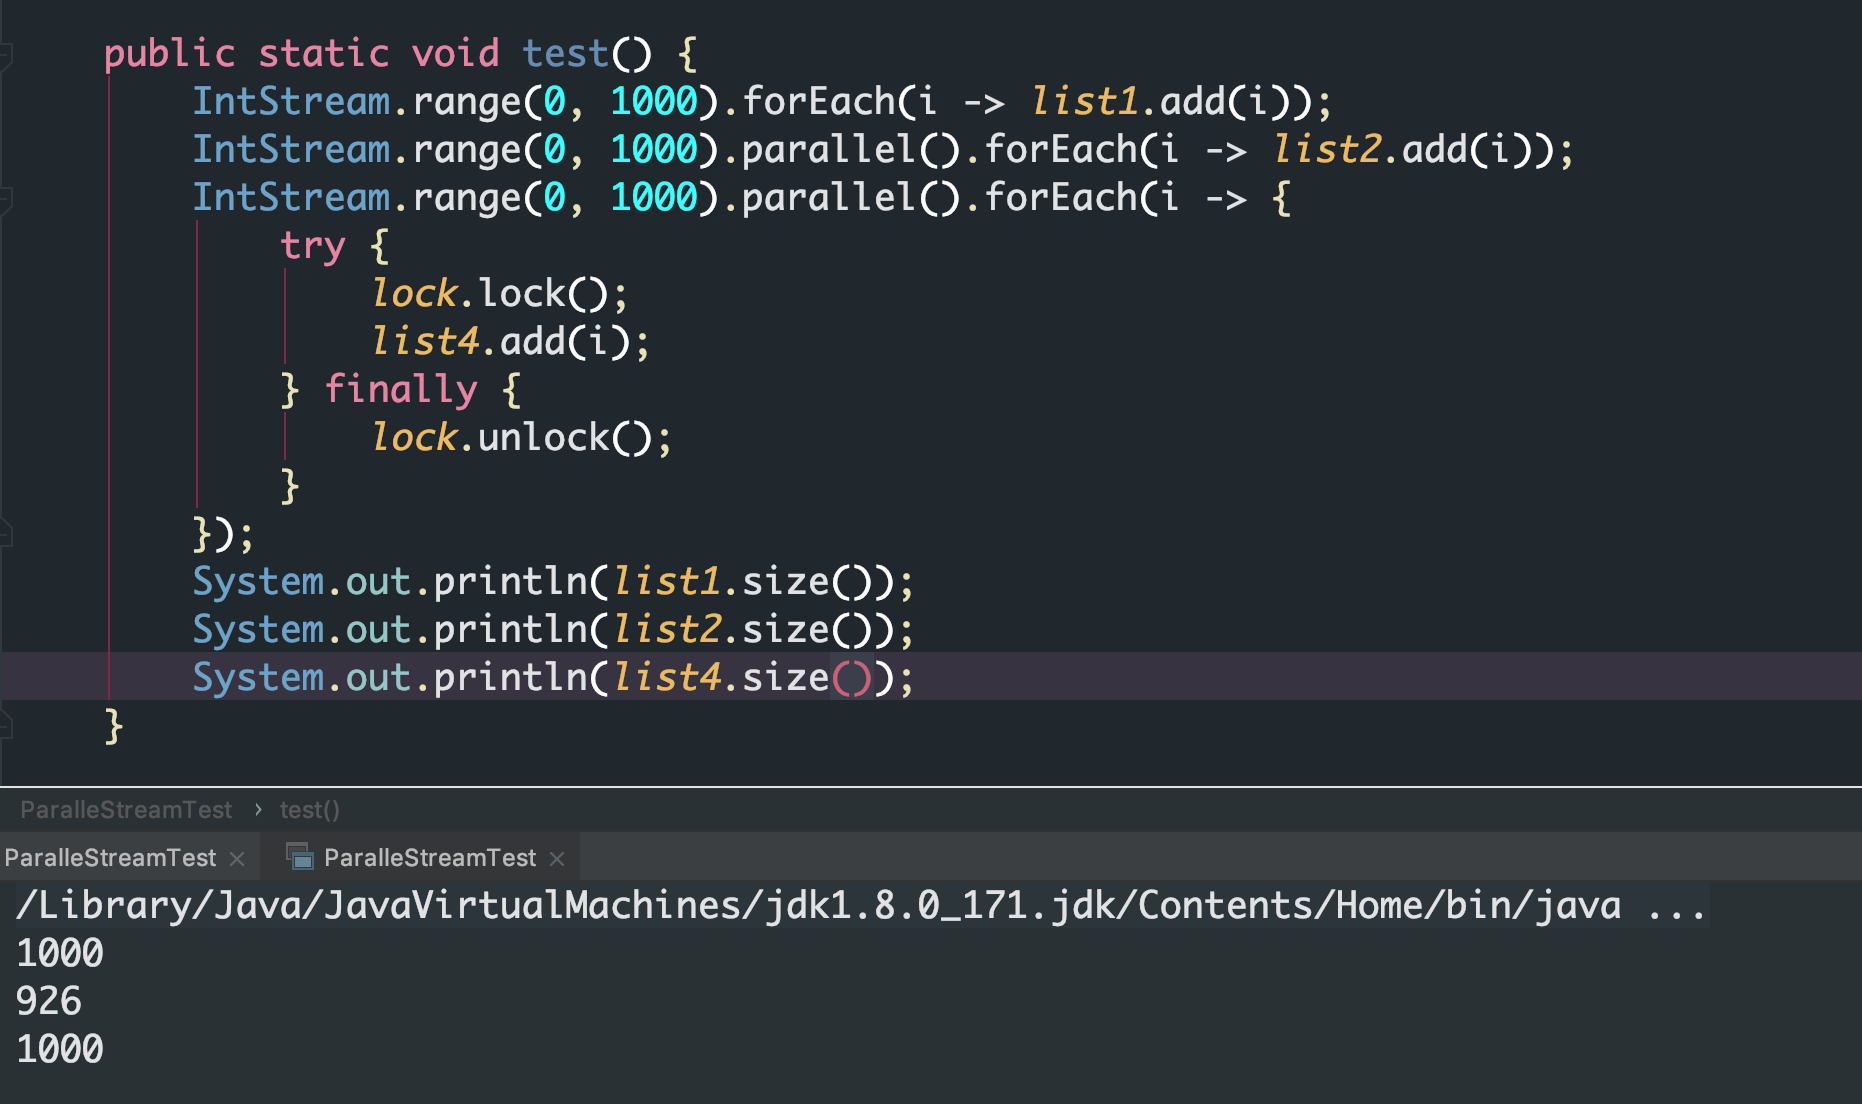 public static void test() {
IntStream.range(0, 1000).forEach(i -> list1.add(i));
IntStream.range(0, 1000).parallel().forEach(i -> list2.add(i));
IntStream.range(0, 1000).parallel().forEach(i -> {
try {
lock.lock();
list4.add(i);
} finally {
lock.unlock();
}
});
System.out.println(list1.size());
System.out.println(list2.size());
System.out.println(list4.size());
}
ParalleStreamTest › test()
ParalleStreamTest × ParalleStreamTest ×
/Library/Java/JavaVirtualMachines/jdk1.8.0_171.jdk/Contents/Home/bin/java ...
1000
926
1000